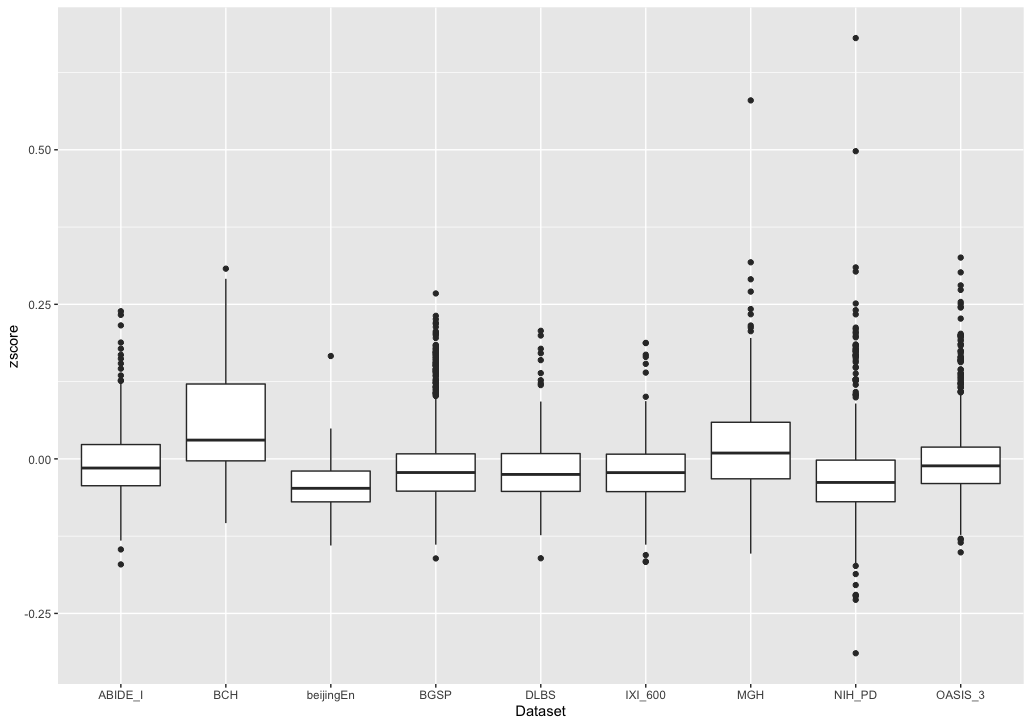 zscore
0.50
0.25
0.00
-0.25
ABIDE_I BCH beijingEn BGSP DLBS IXI_600 MGH NIH_PD OASIS_3
Dataset